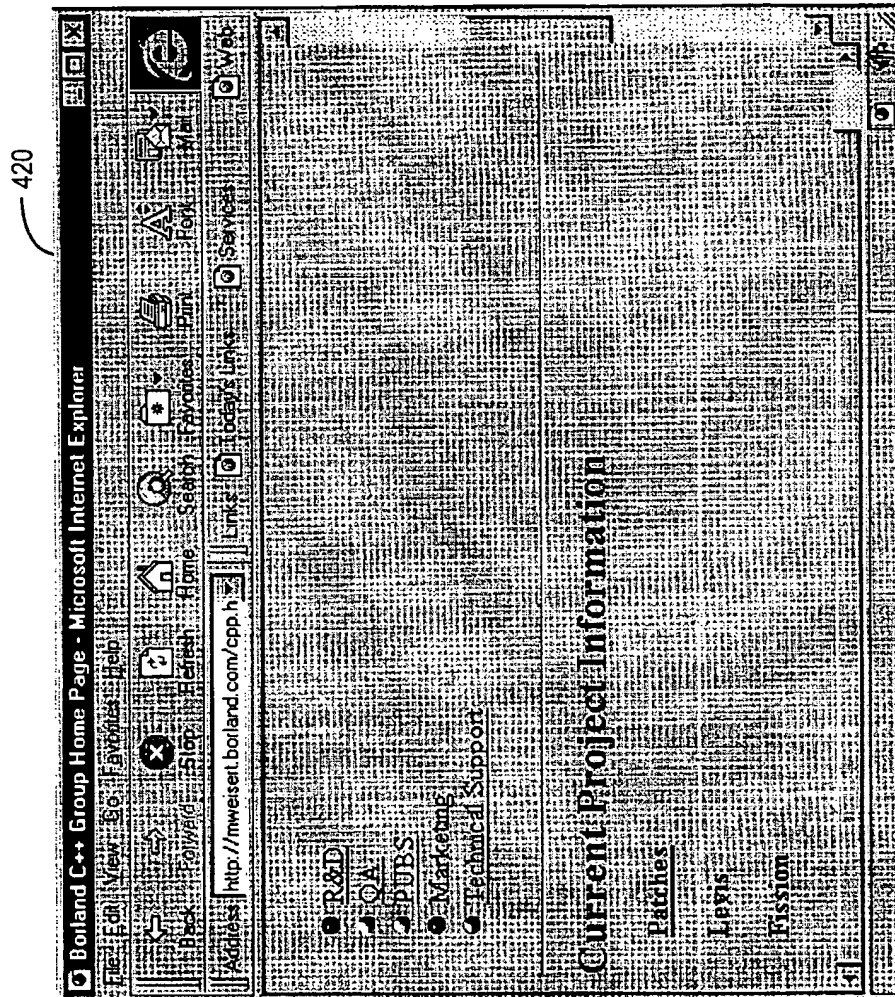 420
Borland C++ Group Home Page - Microsoft Internet Explorer
File Edit View Go Favorites Help
Back Forward Stop Refresh Home Search Favorites Print Font Mail
Address http://mweisert.borland.com/cpp.h Links Today's Links Services Web
R&D
QA
PUBS
Marketing
Technical Support
Current Project Information
Patches
Levis
Fission